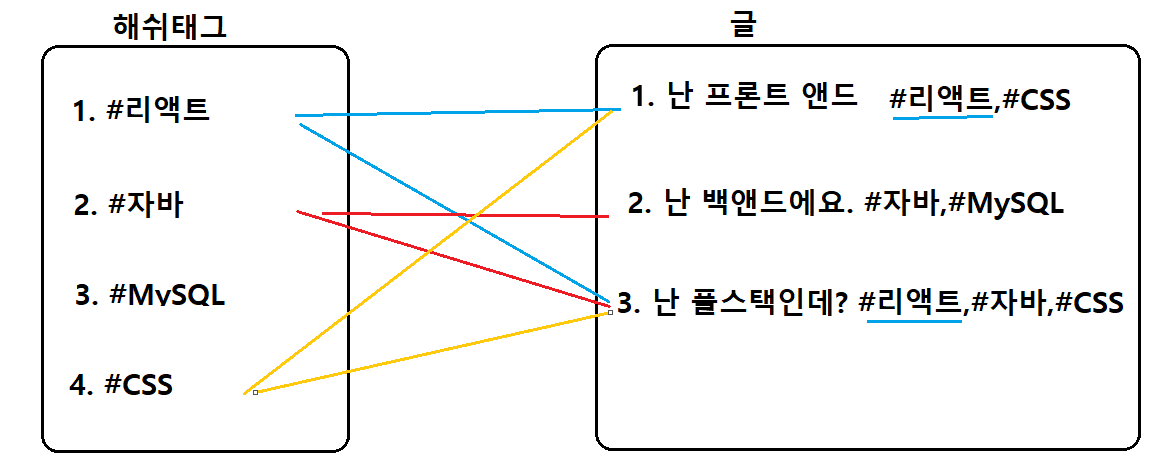 해쉬태그
1. #리액트
2. #자바
3. #MySQL
4. #CSS
글
1. 난 프론트 앤드 #리액트,#CSS
2. 난 백앤드에요. #자바,#MySQL
3. 난 플스택인데? #리액트,#자바,#CSS